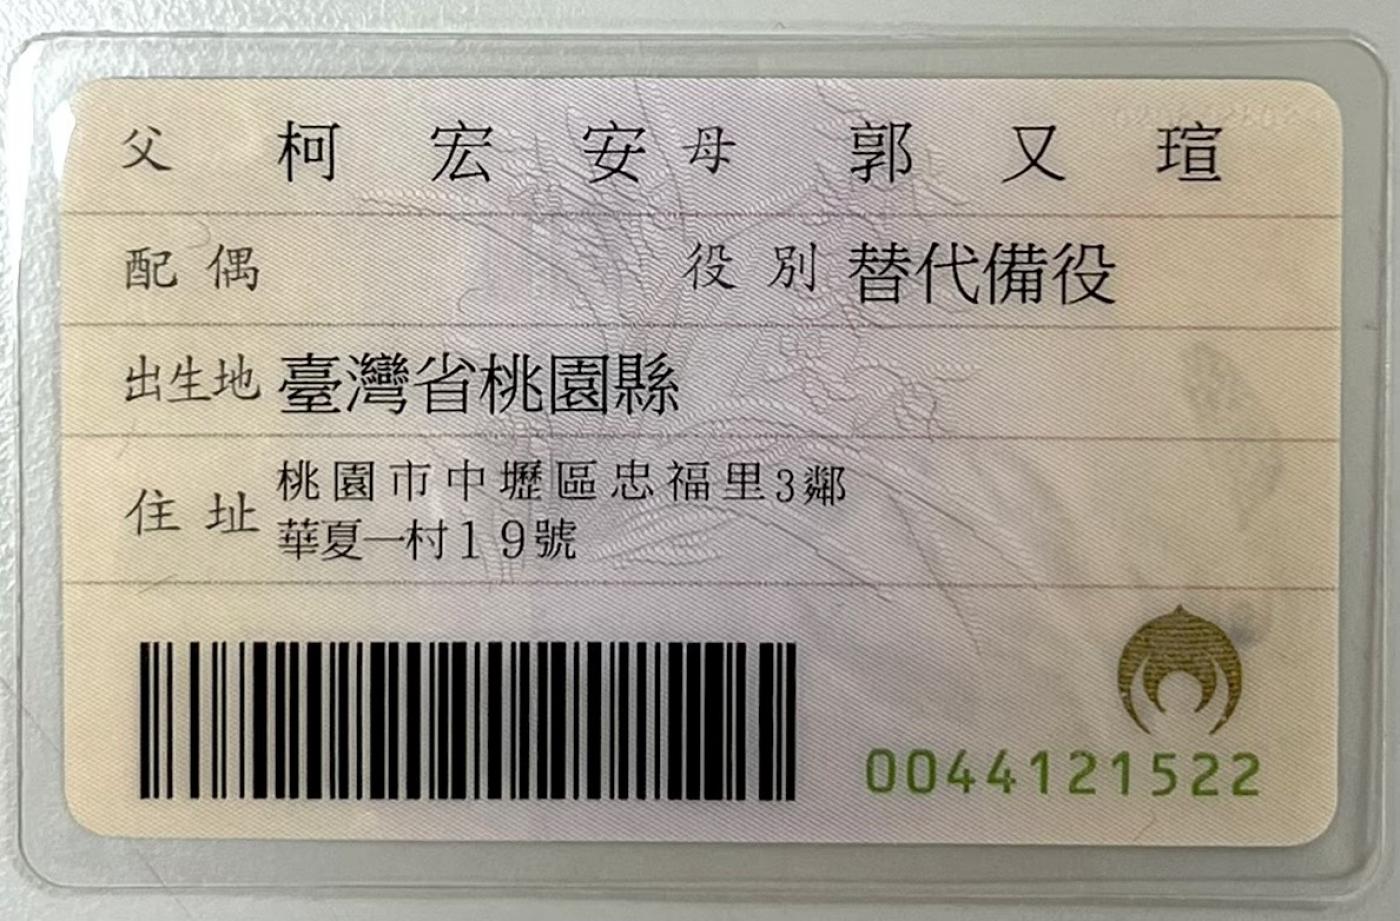 父 柯宏安 母 郭又瑄
配偶 役別 替代備役
出生地 臺灣省桃園縣
住址 桃園市中壢區忠福里3鄰
華夏一村19號
0044121522